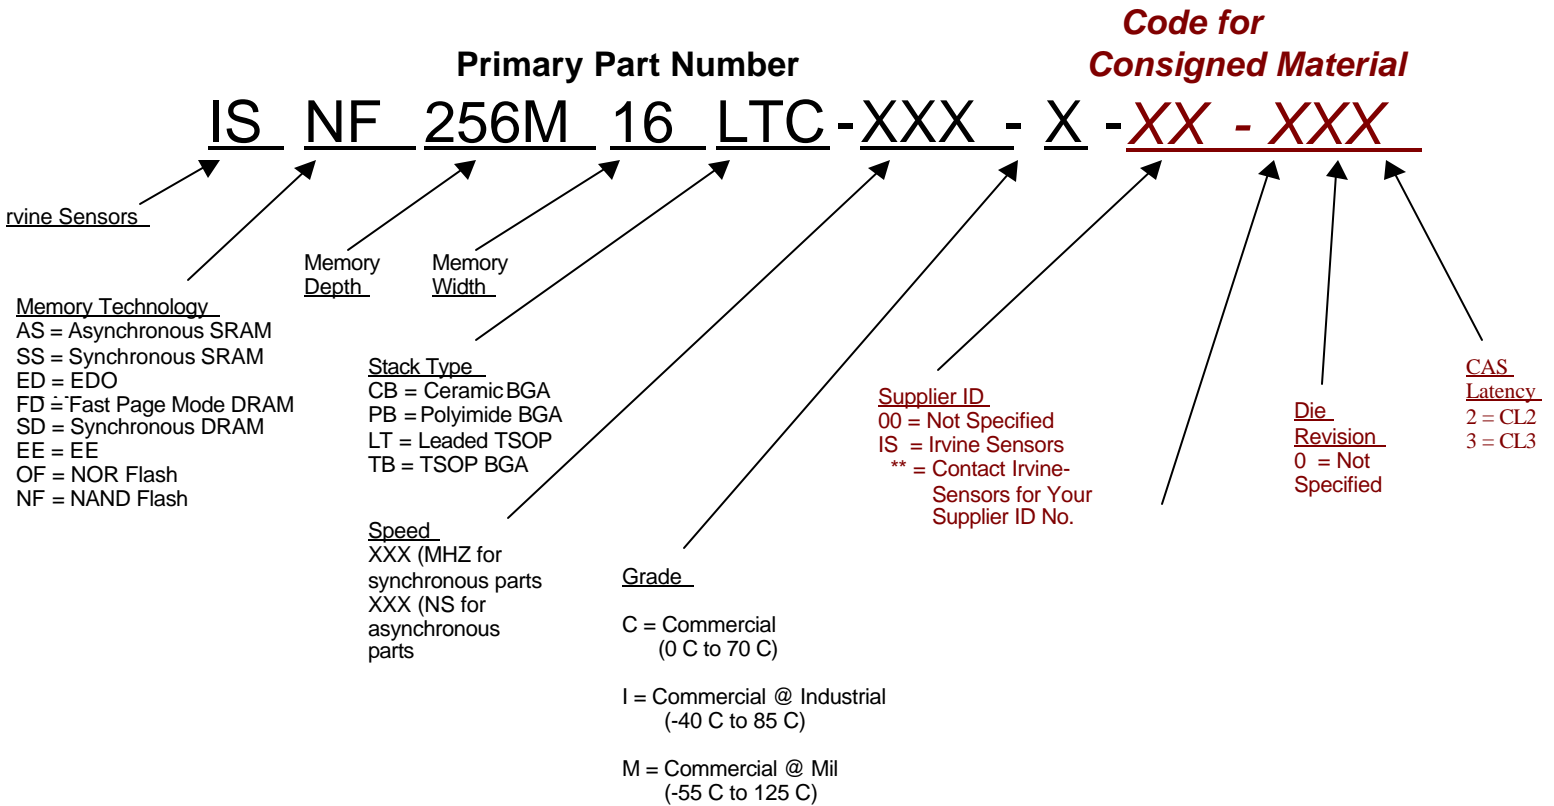 Code for
Primary Part Number Consigned Material
IS NF 256M 16 LTC - XXX - X - XX - XXX
rvine Sensors
Memory Depth
Memory Width
Memory Technology
AS = Asynchronous SRAM
SS = Synchronous SRAM
ED = EDO
FD = Fast Page Mode DRAM
SD = Synchronous DRAM
EE = EE
OF = NOR Flash
NF = NAND Flash
Stack Type
CB = Ceramic BGA
PB = Polyimide BGA
LT = Leaded TSOP
TB = TSOP BGA
Speed
XXX (MHZ for
synchronous parts
XXX (NS for
asynchronous
parts
Grade
C = Commercial
(0 C to 70 C)
I = Commercial @ Industrial
(-40 C to 85 C)
M = Commercial @ Mil
(-55 C to 125 C)
Supplier ID
00 = Not Specified
IS = Irvine Sensors
** = Contact Irvine-
Sensors for Your
Supplier ID No.
Die
Revision
0 = Not
Specified
CAS
Latency
2 = CL2
3 = CL3